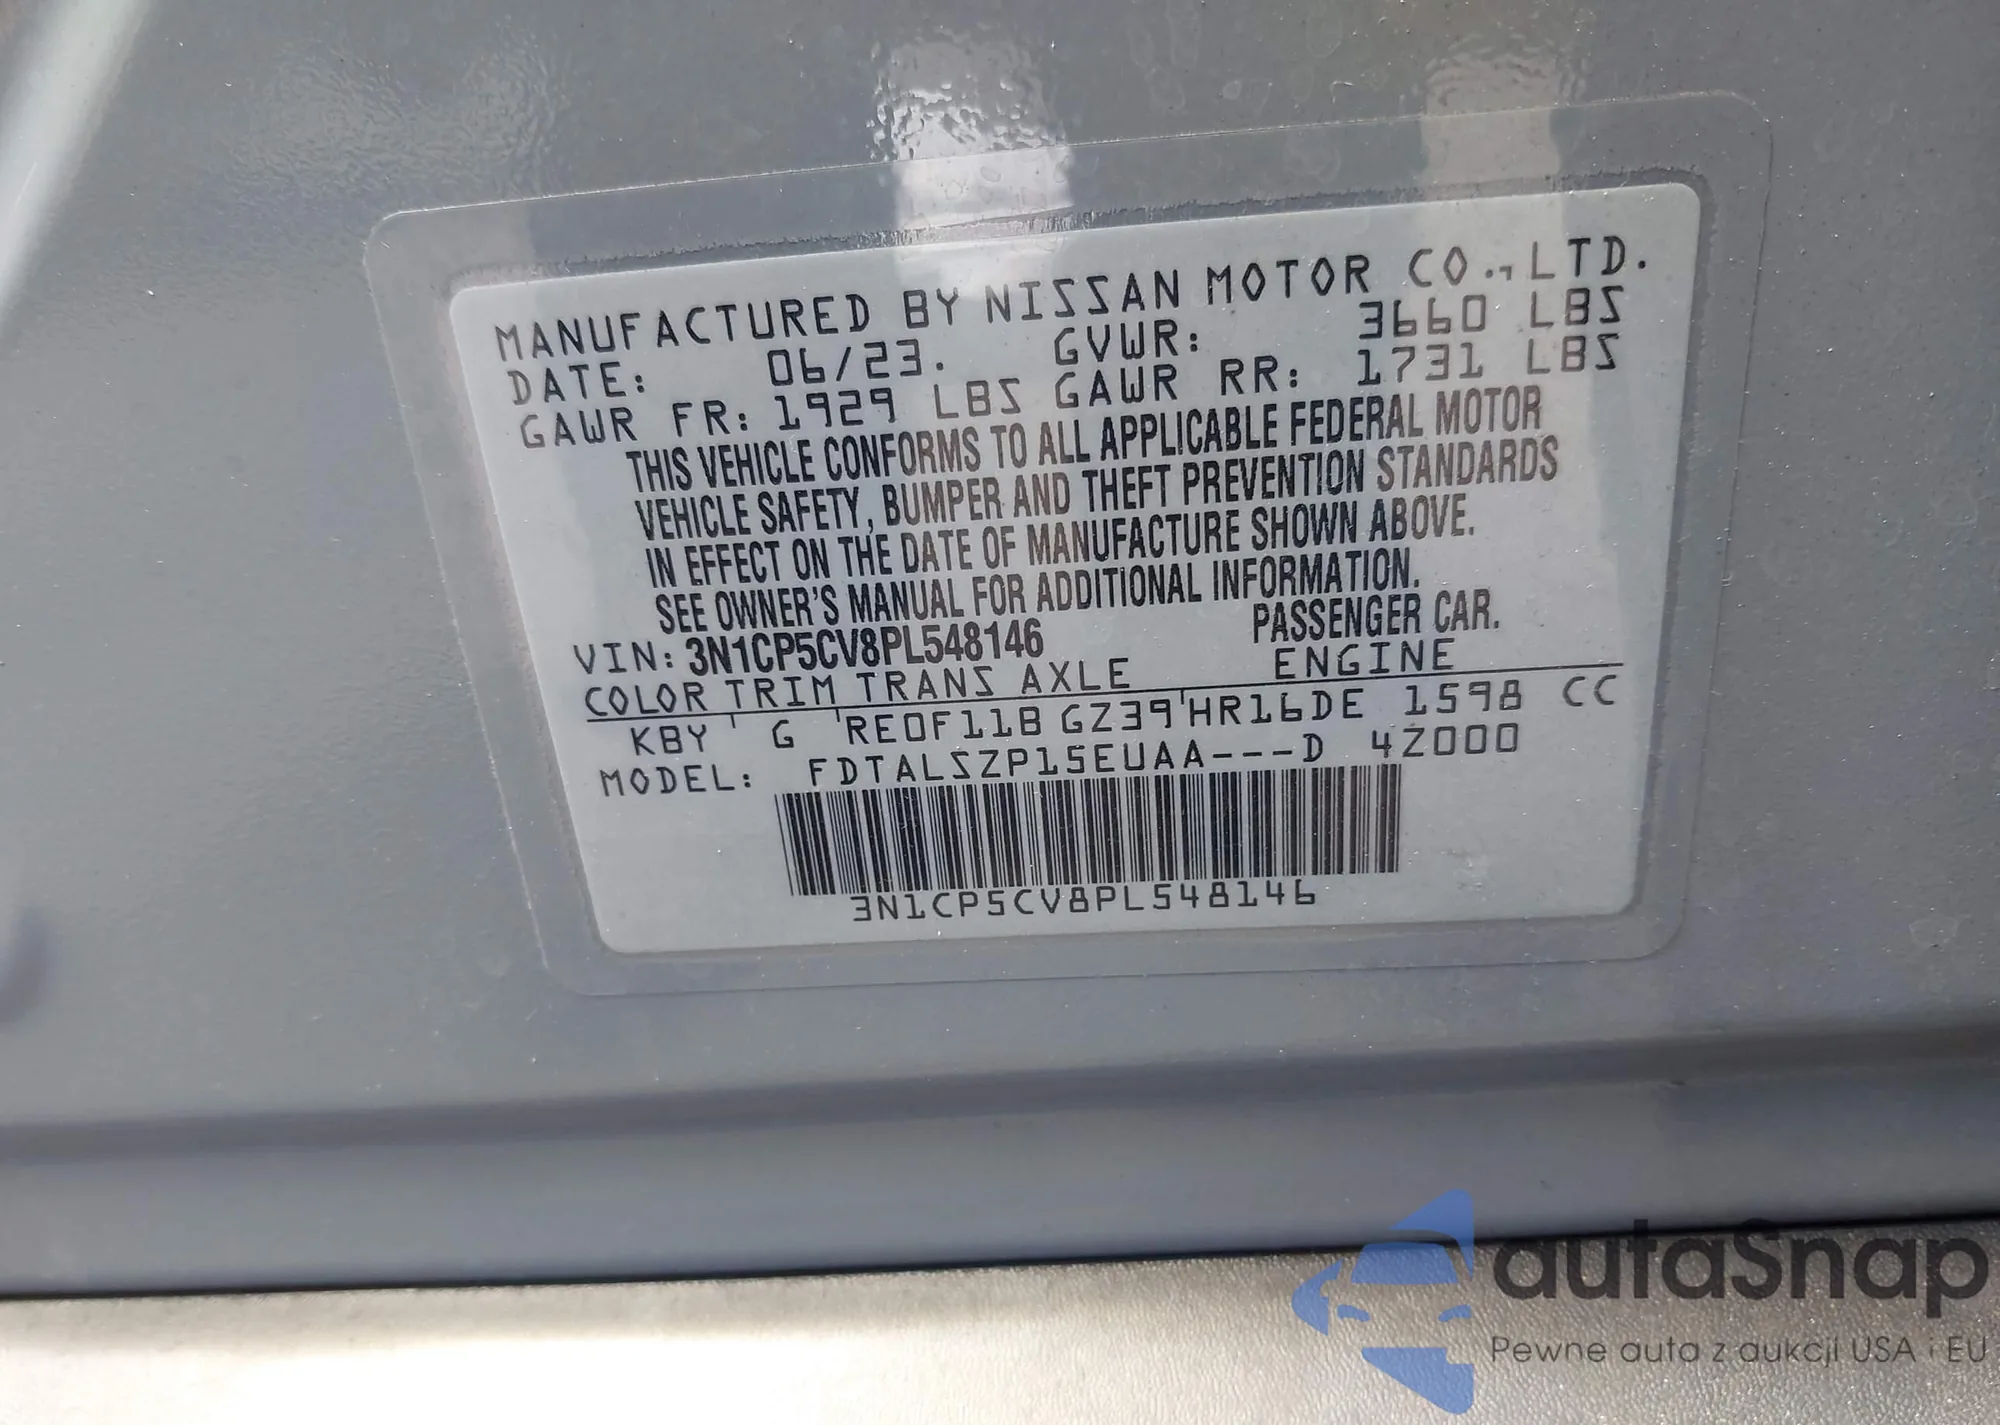 MANUFACTURED BY NISSAN MOTOR CO., LTD.
DATE: 06/23. GVWR: 3660 LBS
GAWR FR: 1929 LBS GAWR RR: 1731 LBS
THIS VEHICLE CONFORMS TO ALL APPLICABLE FEDERAL MOTOR
VEHICLE SAFETY, BUMPER AND THEFT PREVENTION STANDARDS
IN EFFECT ON THE DATE OF MANUFACTURE SHOWN ABOVE.
SEE OWNER'S MANUAL FOR ADDITIONAL INFORMATION.
VIN: 3N1CP5CV8PL548146 PASSENGER CAR.
COLOR TRIM TRANS AXLE ENGINE
KBY ' G 'RE0F11B GZ39'HR16DE 1598 CC
MODEL: FDTALSZP15EUAA---D 4Z000
3N1CP5CV8PL548146
autaSnap
Pewne auta z aukcji USA i EU